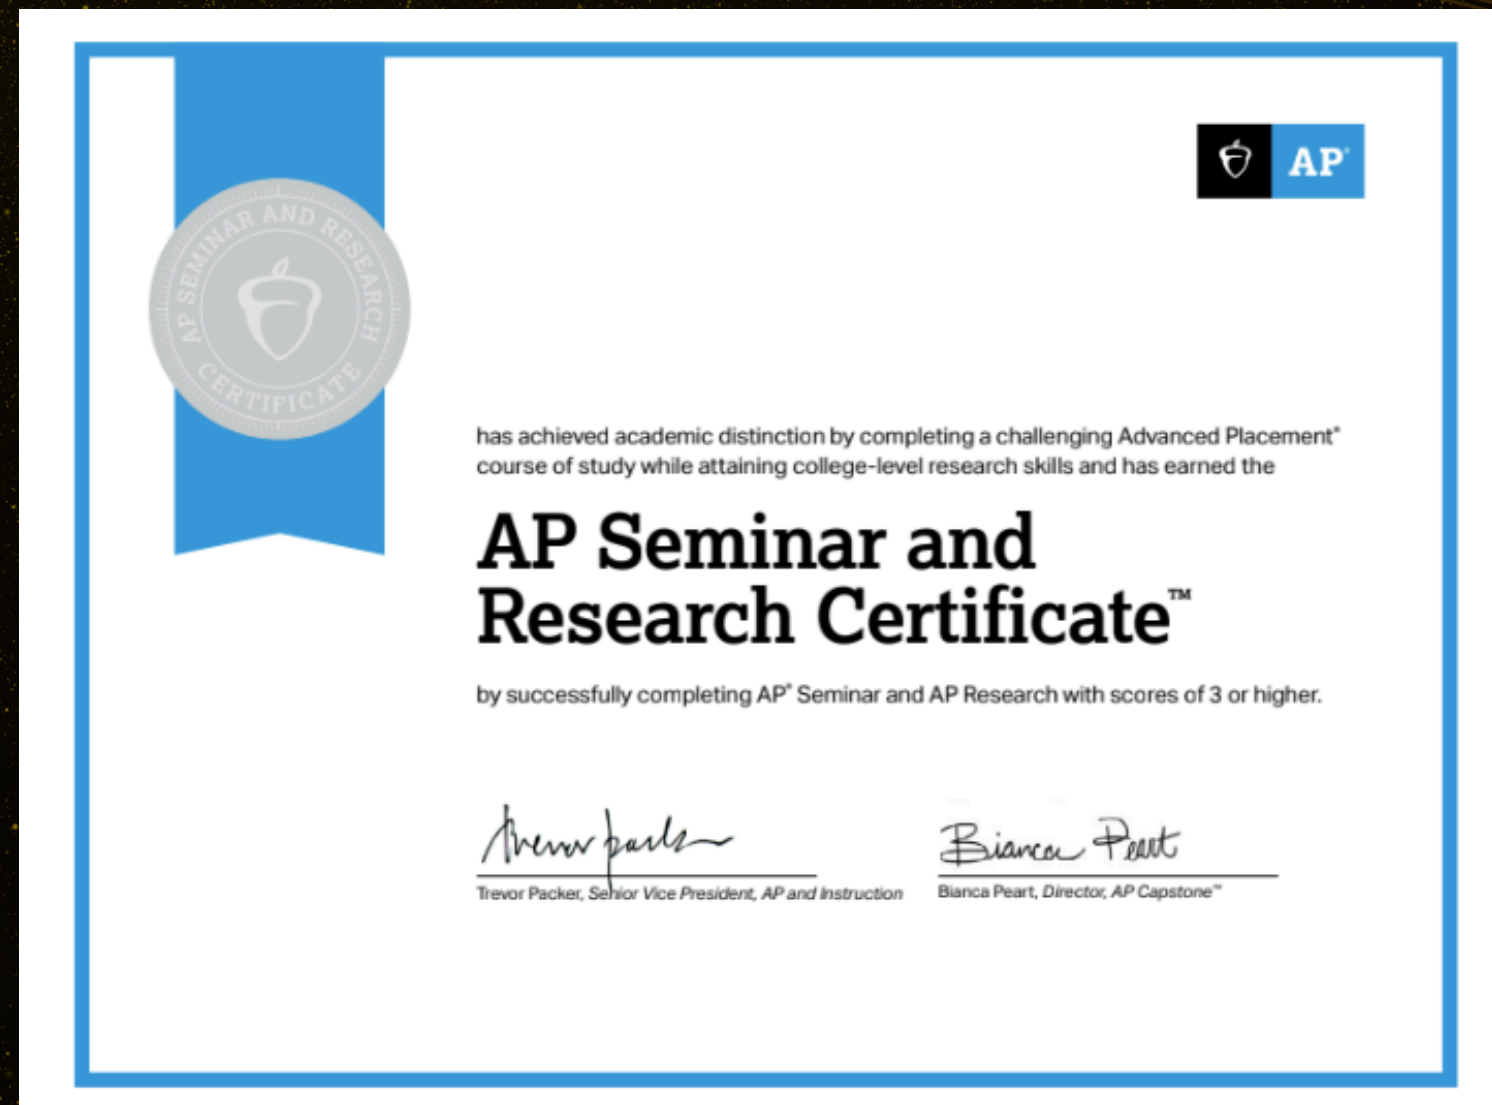 AP SEMINAR AND RESEARCH
CERTIFICATE
AP®
has achieved academic distinction by completing a challenging Advanced Placement®
course of study while attaining college-level research skills and has earned the
AP Seminar and
Research Certificate™
by successfully completing AP® Seminar and AP Research with scores of 3 or higher.
Trevor Packer
Bianca Peart
Trevor Packer, Senior Vice President, AP and Instruction
Bianca Peart, Director, AP Capstone™